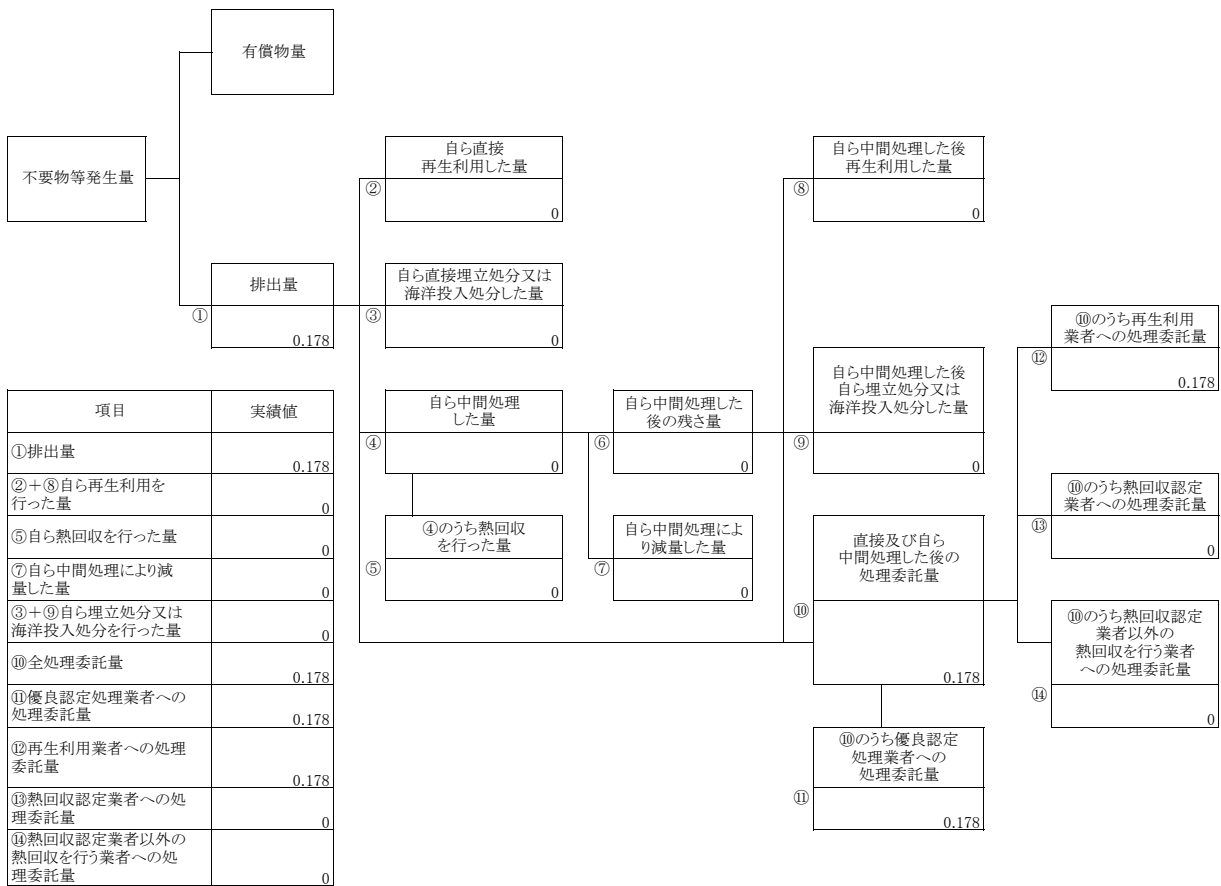 有償物量
不要物等発生量
排出量
①
0.178
自ら直接
再生利用した量
②
0
自ら直接埋立処分又は
海洋投入処分した量
③
0
自ら中間処理
した量
④
0
④のうち熱回収
を行った量
⑤
0
自ら中間処理した
後の残さ量
⑥
0
自ら中間処理によ
り減量した量
⑦
0
自ら中間処理した後
再生利用した量
⑧
0
自ら中間処理した後
自ら埋立処分又は
海洋投入処分した量
⑨
0
直接及び自ら
中間処理した後の
処理委託量
⑩
0.178
⑩のうち優良認定
処理業者への
処理委託量
⑪
0.178
⑩のうち再生利用
業者への処理委託量
⑫
0.178
⑩のうち熱回収認定
業者への処理委託量
⑬
0
⑩のうち熱回収認定
業者以外の
熱回収を行う業者
への処理委託量
⑭
0
項目 実績値
①排出量
0.178
②＋⑧自ら再生利用を
行った量
0
⑤自ら熱回収を行った量
0
⑦自ら中間処理により減
量した量
0
③＋⑨自ら埋立処分又は
海洋投入処分を行った量
0
⑩全処理委託量
0.178
⑪優良認定処理業者への
処理委託量
0.178
⑫再生利用業者への処理
委託量
0.178
⑬熱回収認定業者への処
理委託量
0
⑭熱回収認定業者以外の
熱回収を行う業者への処
理委託量
0